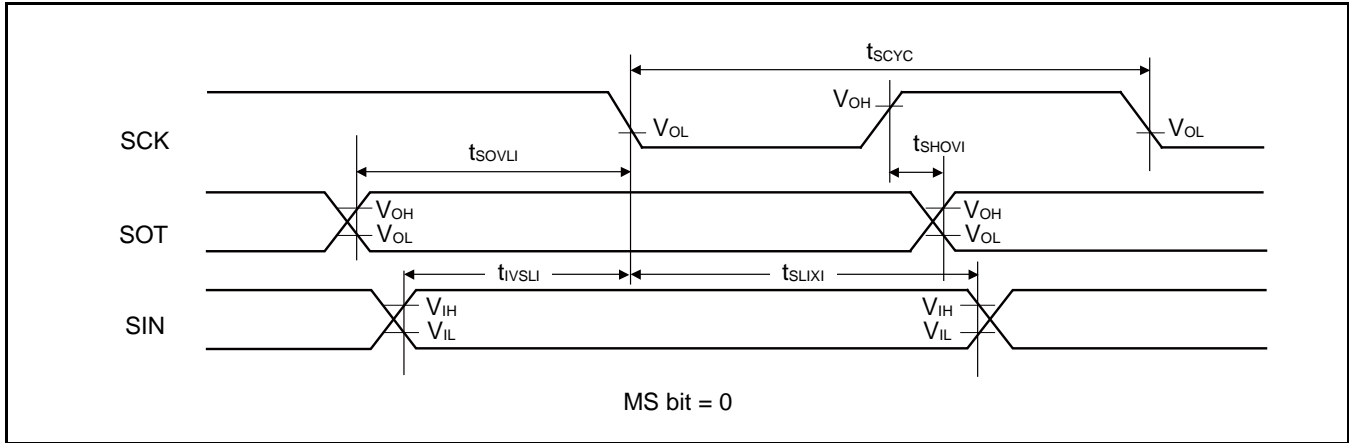 tSCYC
VOH
SCK
VOL
VOL
tSHOVI
tSOVLI
VOH
VOH
SOT
VOL
VOL
tIVSLI
tSLIXI
VIH
VIH
SIN
VIL
VIL
MS bit = 0